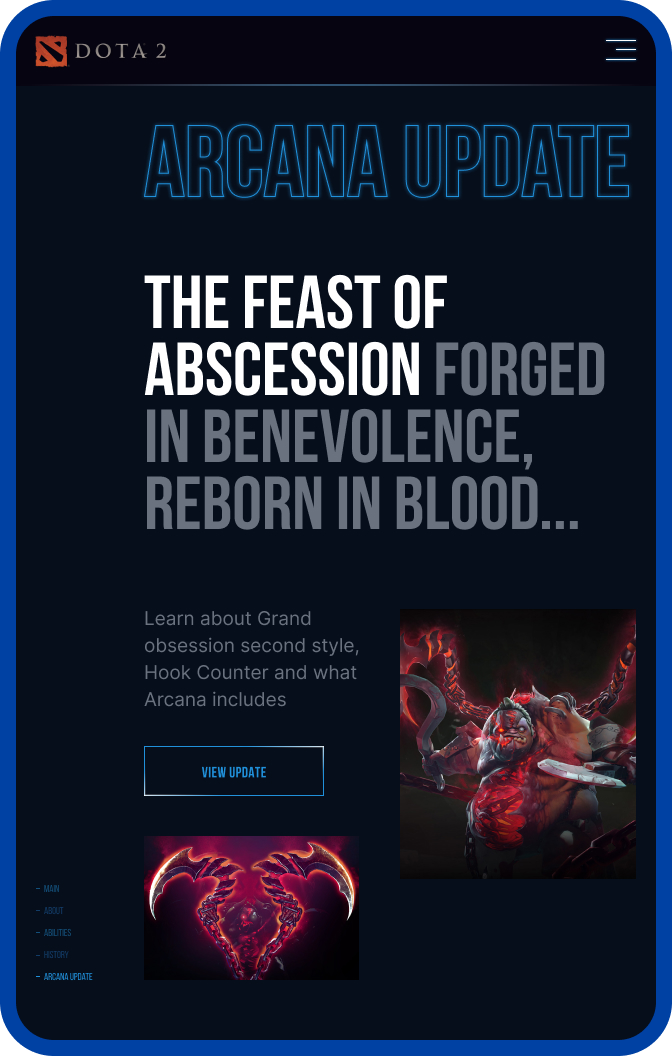 DOTA 2
ARCANA UPDATE
THE FEAST OF
ABSCESSION FORGED
IN BENEVOLENCE,
REBORN IN BLOOD...
Learn about Grand
obsession second style,
Hook Counter and what
Arcana includes
VIEW UPDATE
– MAIN
– ABOUT
– ABILITIES
– HISTORY
– ARCANA UPDATE